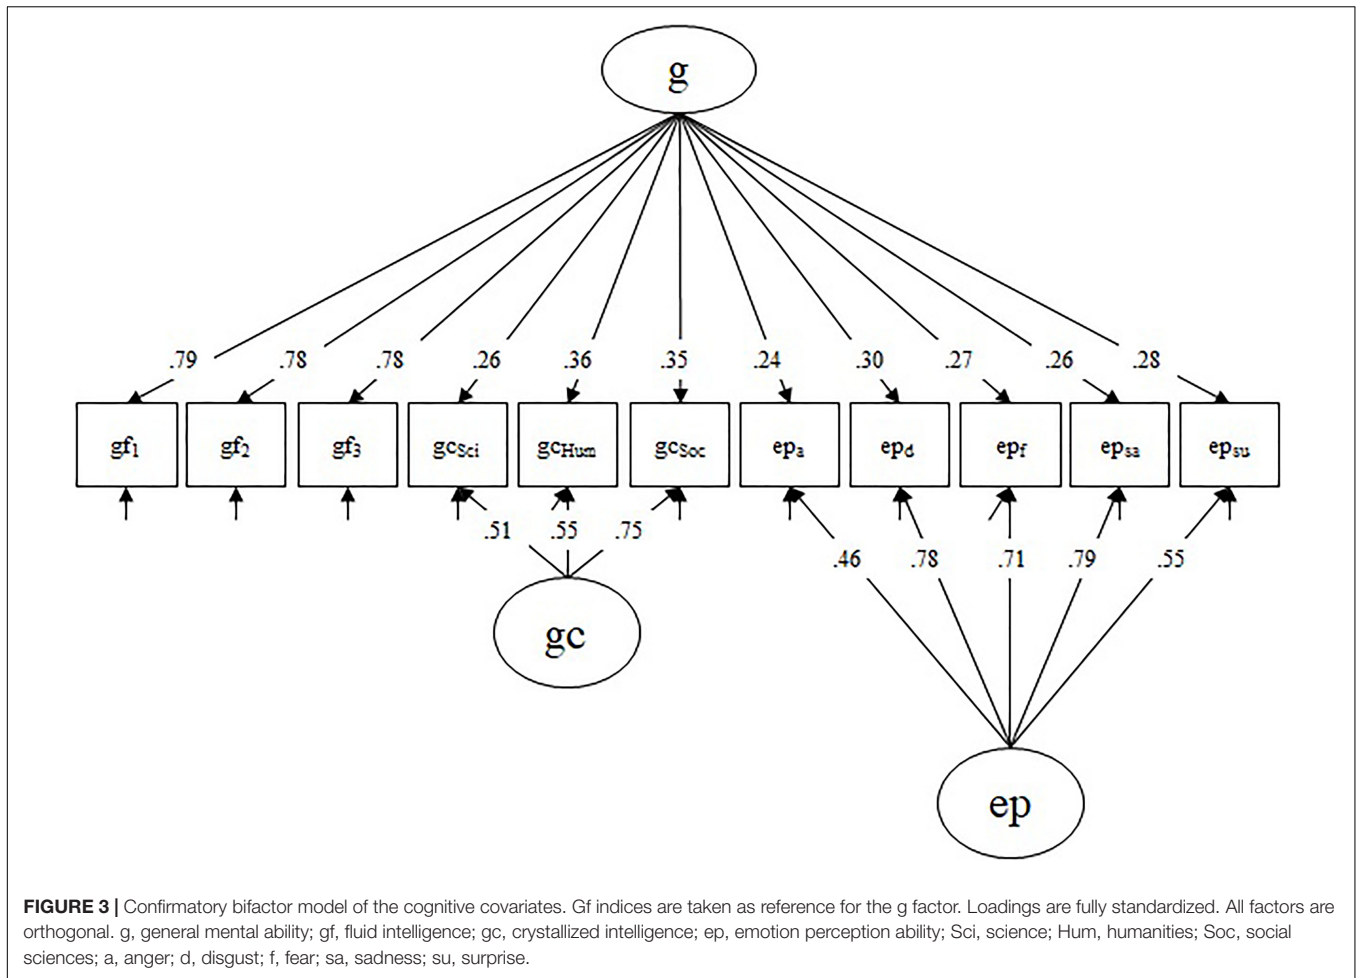 g
.79 .78 .78 .26 .36 .35 .24 .30 .27 .26 .28
gf1 gf2 gf3 gcSci gcHum gcSoc epa epd epf epsa epsu
.51 .55 .75
.46 .78 .71 .79 .55
gc
ep
FIGURE 3 | Confirmatory bifactor model of the cognitive covariates. Gf indices are taken as reference for the g factor. Loadings are fully standardized. All factors are
orthogonal. g, general mental ability; gf, fluid intelligence; gc, crystallized intelligence; ep, emotion perception ability; Sci, science; Hum, humanities; Soc, social
sciences; a, anger; d, disgust; f, fear; sa, sadness; su, surprise.